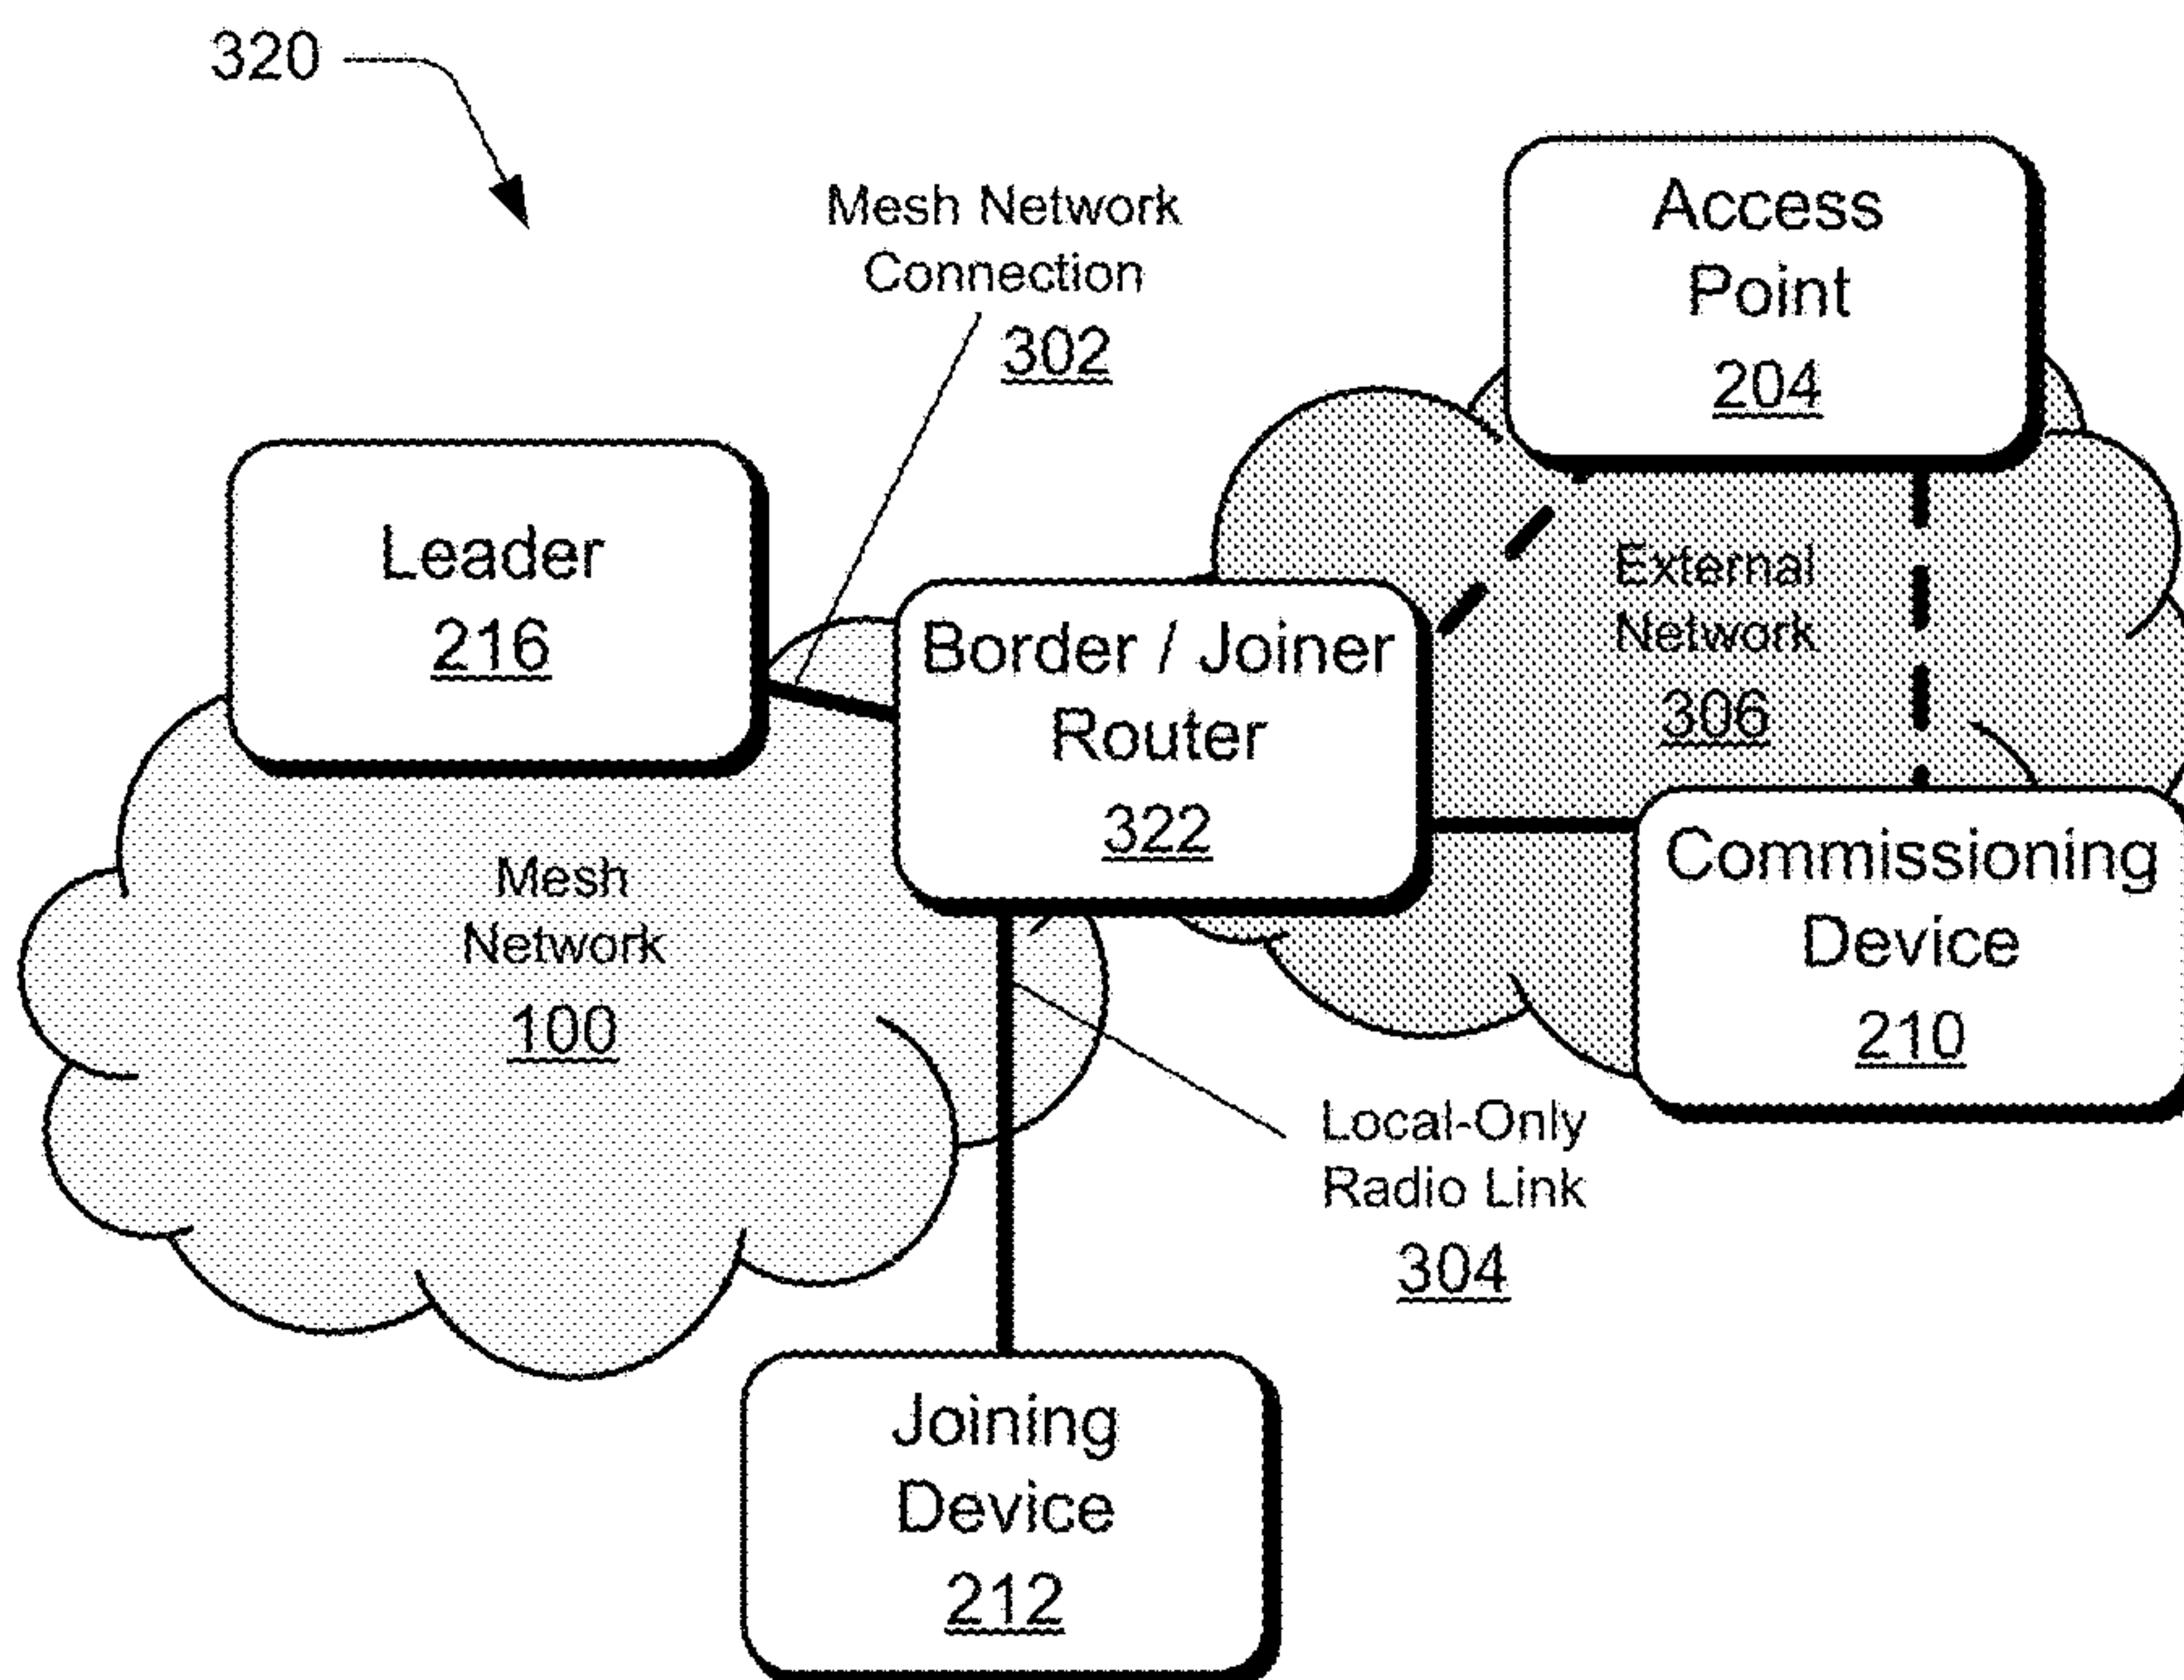 320
Mesh Network
Connection
302
Access
Point
204
Leader
216
External
Network
306
Border / Joiner
Router
322
Commissioning
Device
210
Mesh
Network
100
Local-Only
Radio Link
304
Joining
Device
212